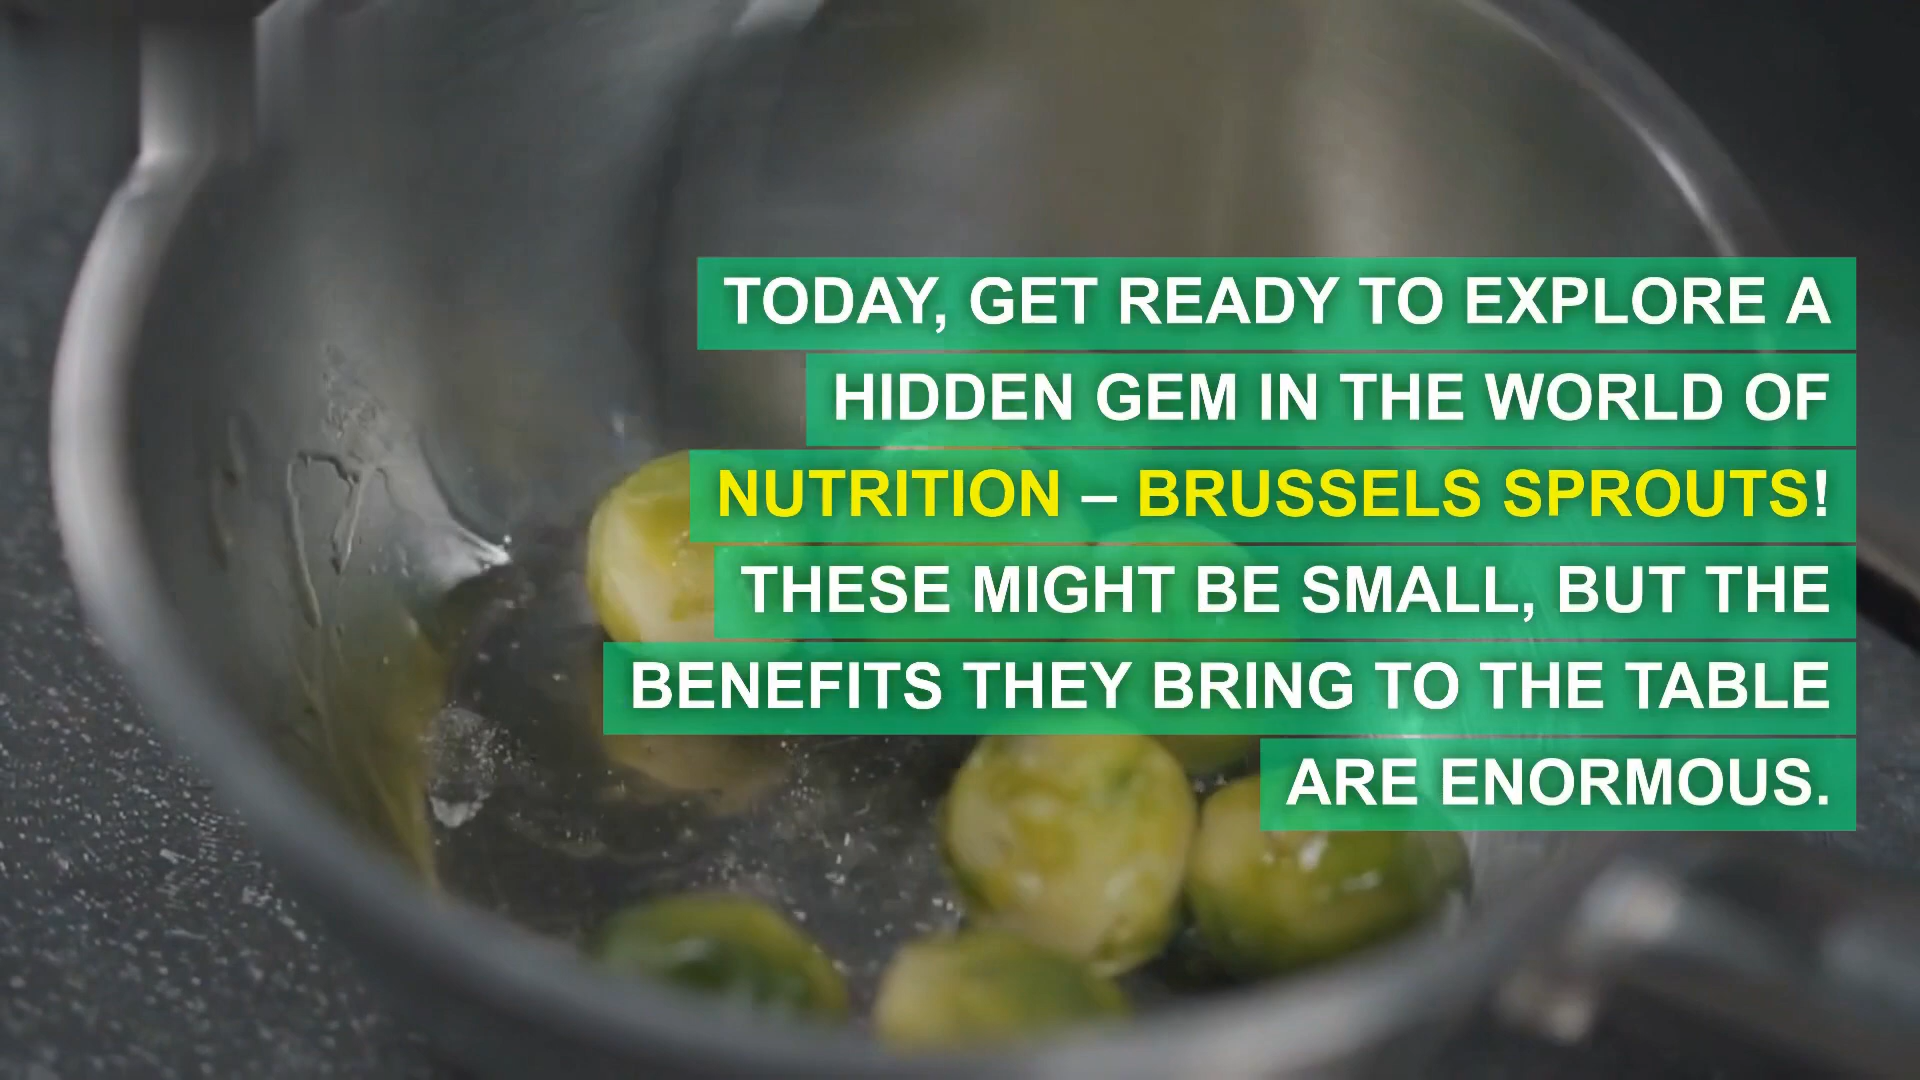 TODAY, GET READY TO EXPLORE A
HIDDEN GEM IN THE WORLD OF
NUTRITION – BRUSSELS SPROUTS!
THESE MIGHT BE SMALL, BUT THE
BENEFITS THEY BRING TO THE TABLE
ARE ENORMOUS.